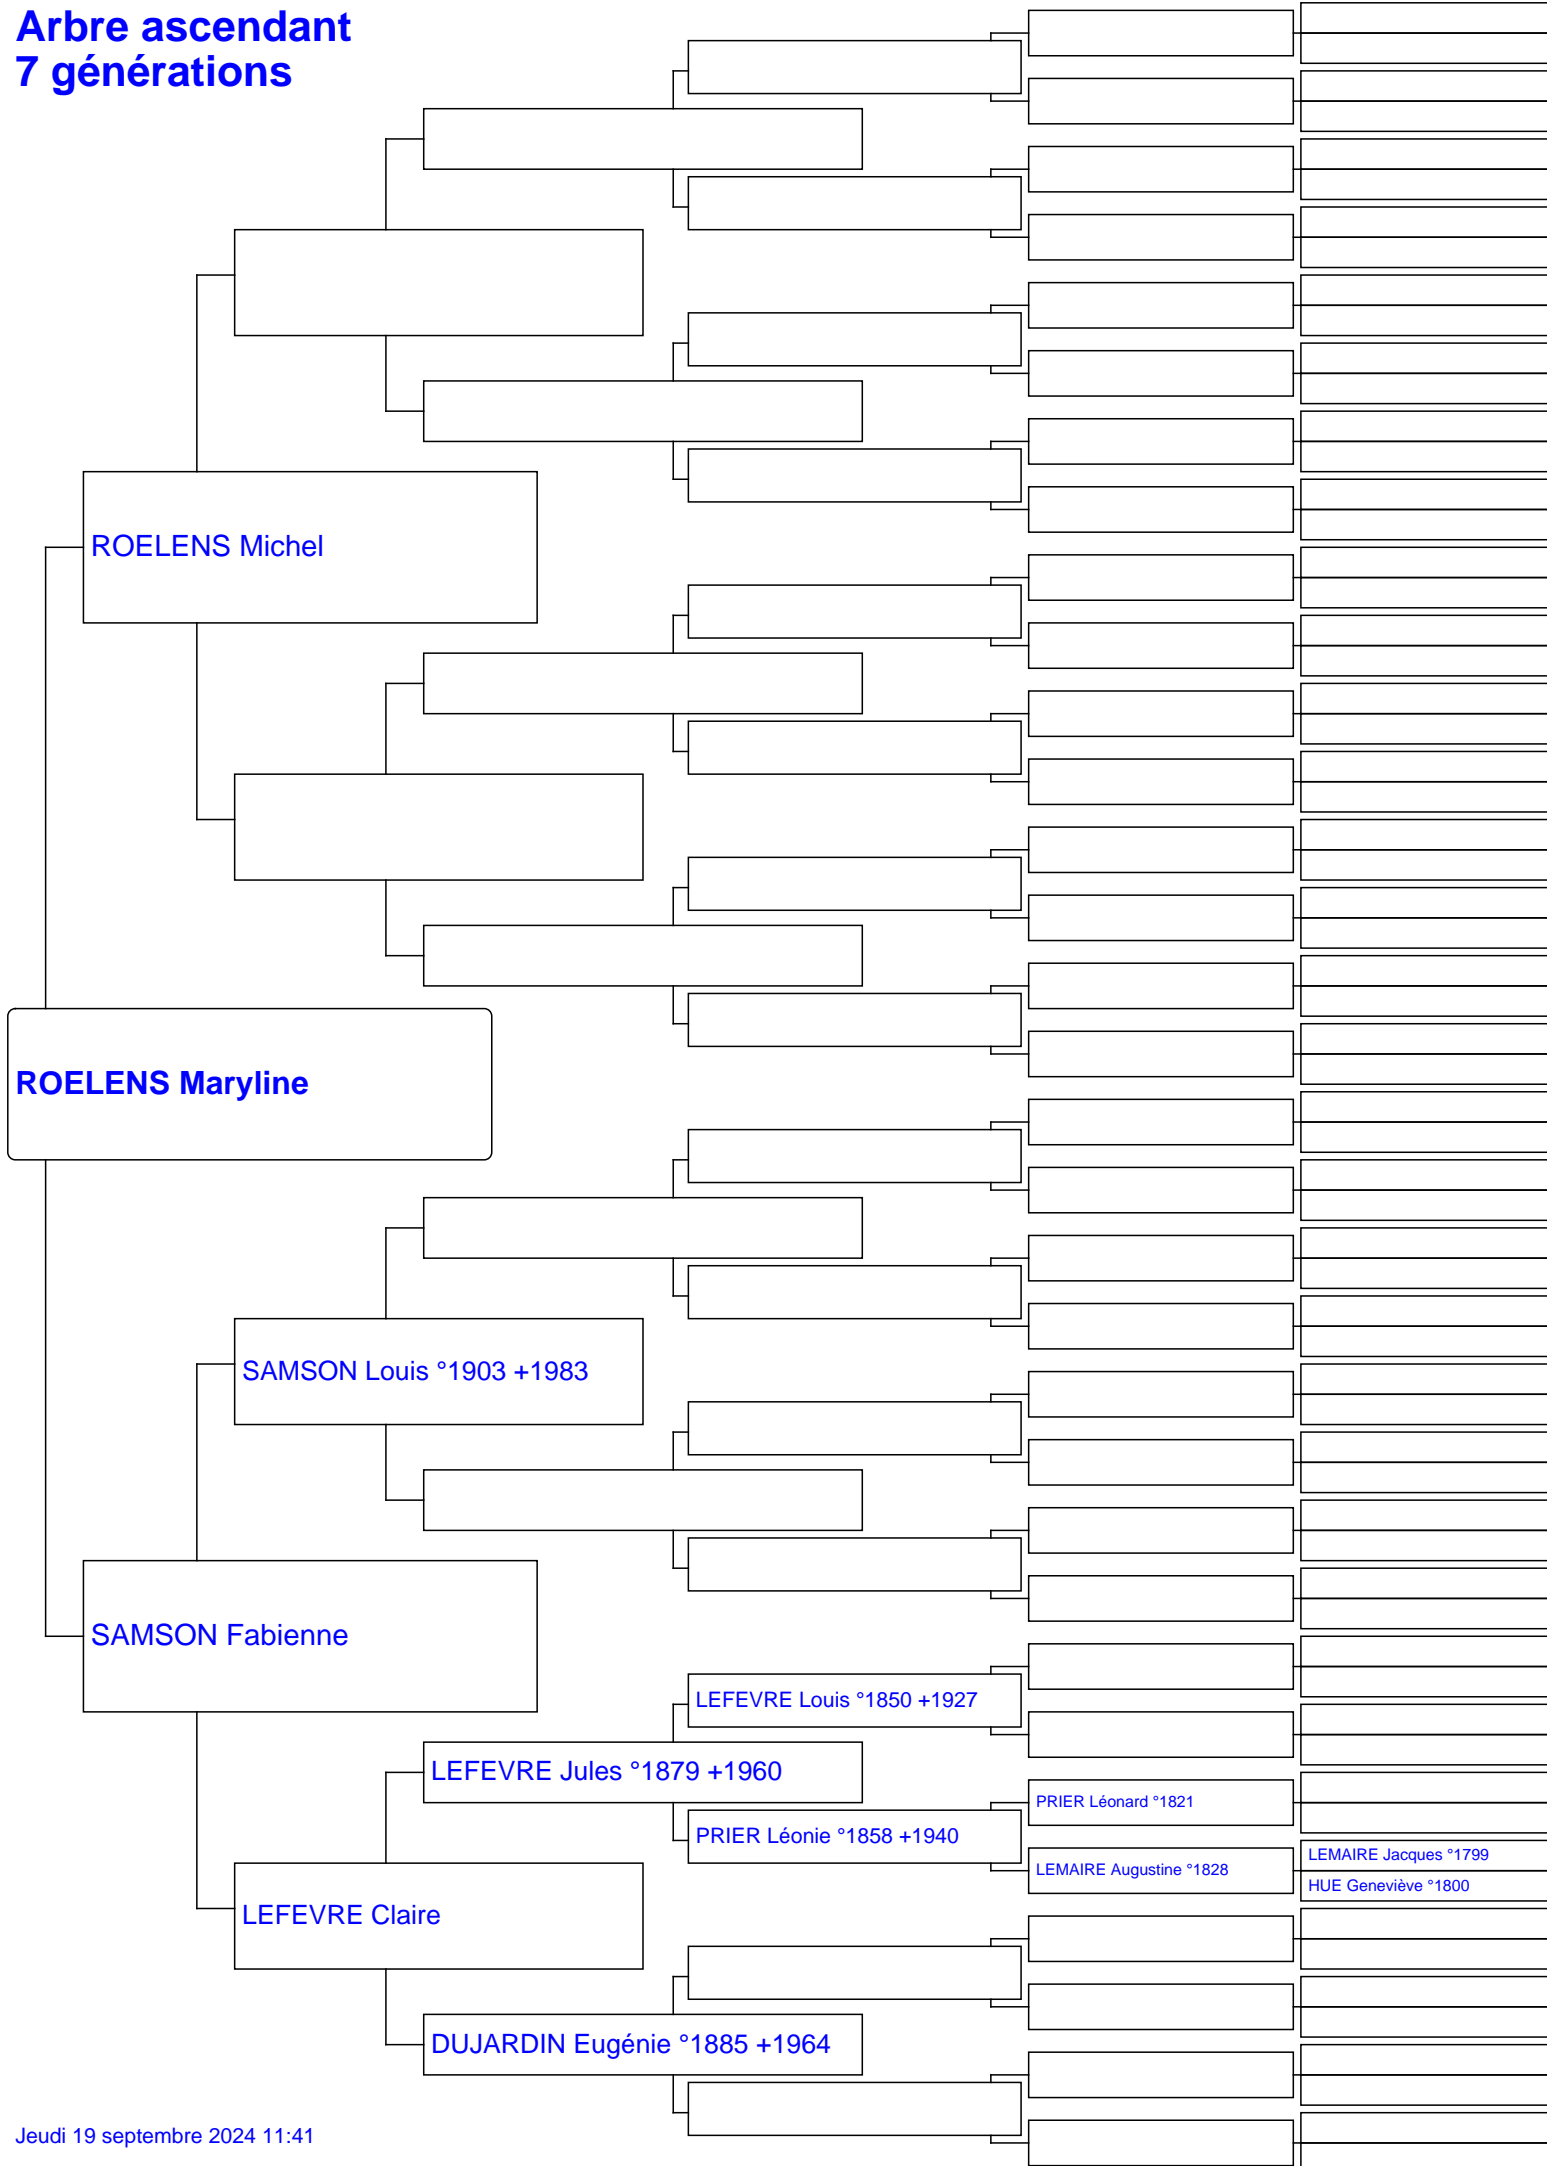 Arbre ascendant
7 générations
ROELENS Michel
ROELENS Maryline
SAMSON Louis °1903 +1983
SAMSON Fabienne
LEFEVRE Louis °1850 +1927
LEFEVRE Jules °1879 +1960
PRIER Léonard °1821
PRIER Léonie °1858 +1940
LEMAIRE Jacques °1799
LEMAIRE Augustine °1828
HUE Geneviève °1800
LEFEVRE Claire
DUJARDIN Eugénie °1885 +1964
Jeudi 19 septembre 2024 11:41